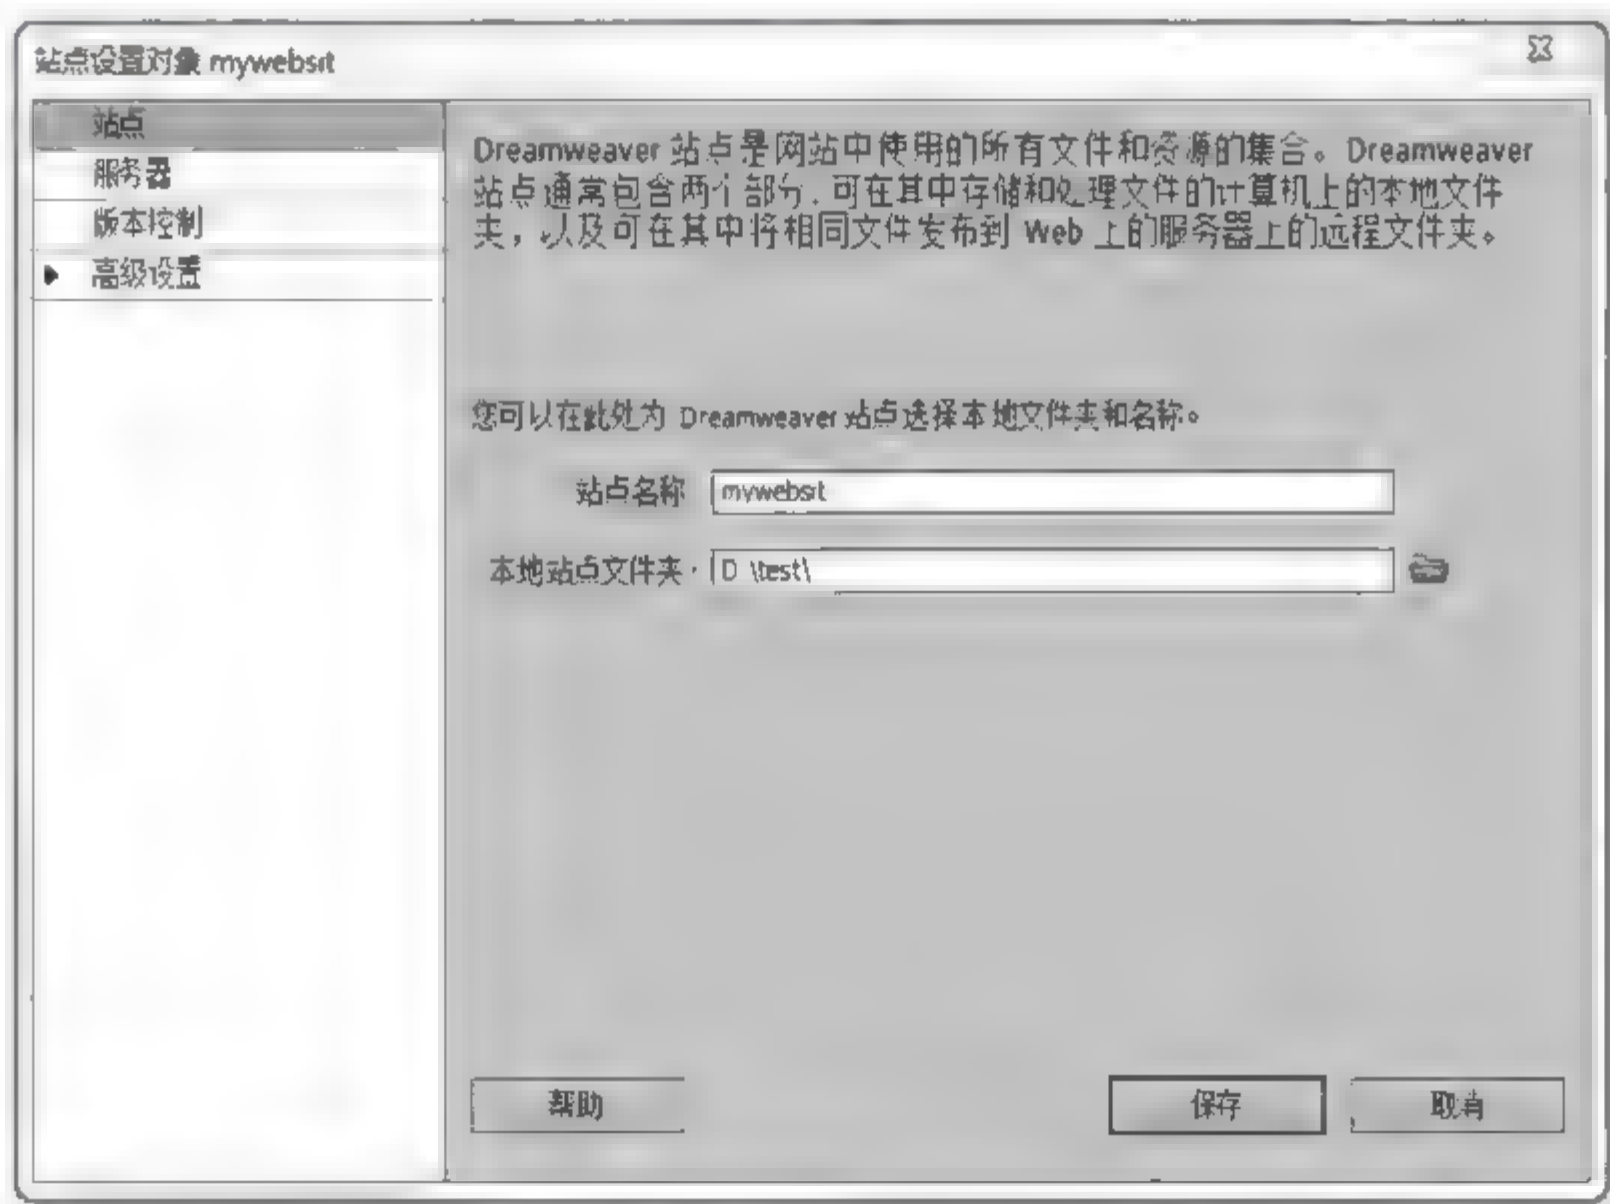 站点设置对象 mywebsit
站点
服务器
版本控制
高级设置
Dreamweaver 站点是网站中使用的所有文件和资源的集合。Dreamweaver
站点通常包含两个部分.可在其中存储和处理文件的计算机上的本地文件
夹，以及可在其中将相同文件发布到 Web 上的服务器上的远程文件夹。
您可以在此处为 Dreamweaver 站点选择本地文件夹和名称。
站点名称 mywebsit
本地站点文件夹· D \test\
帮助 保存 取消